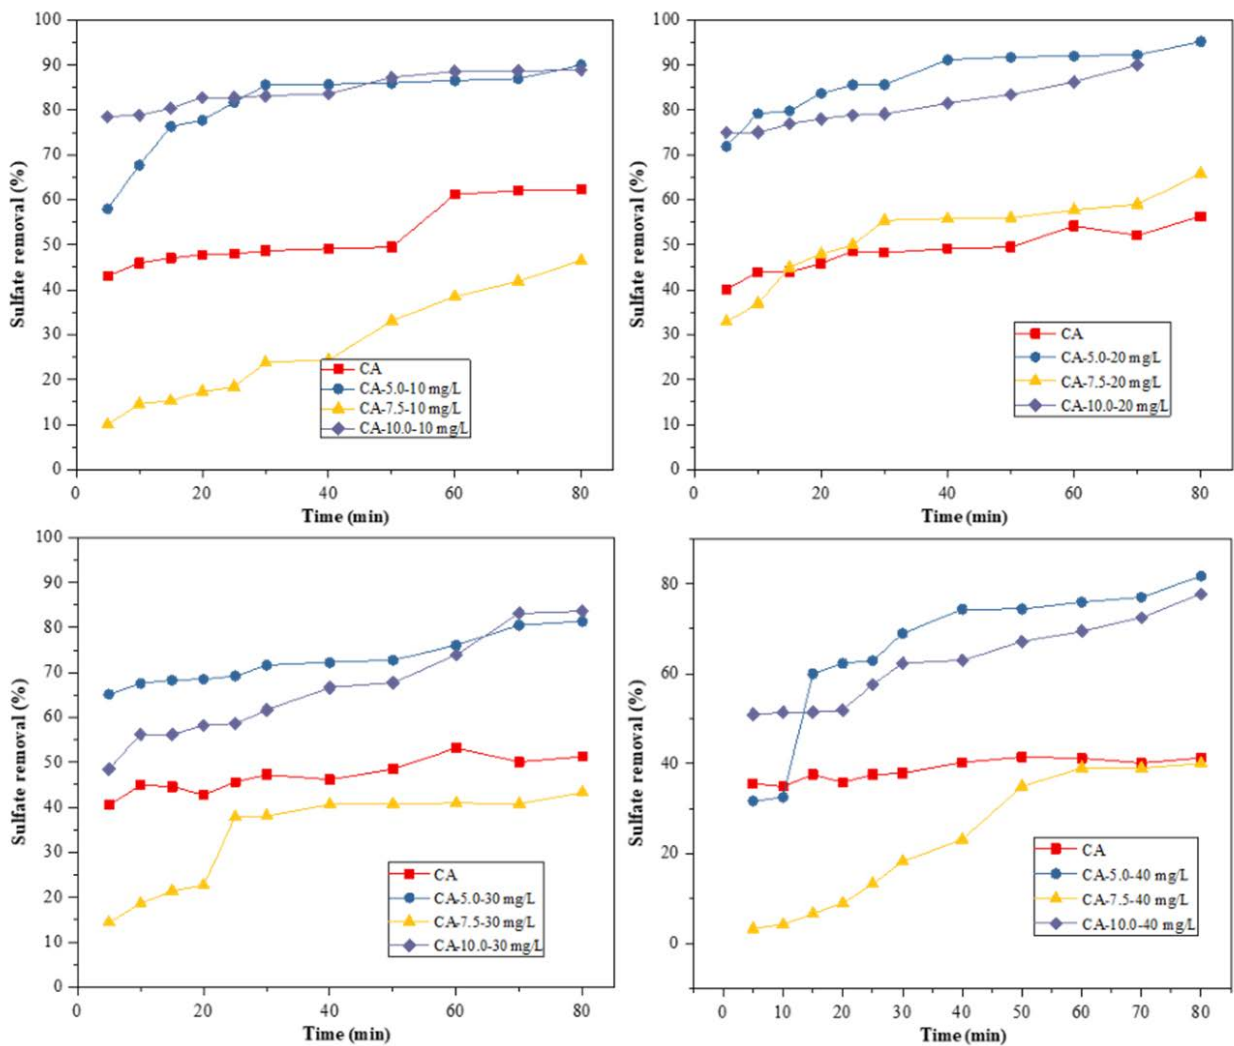 100
90
80
70
60
50
40
30
20
10
0
Sulfate removal (%)
CA
CA-5.0-10 mg/L
CA-7.5-10 mg/L
CA-10.0-10 mg/L
0 20 40 60 80
Time (min)
100
90
80
70
60
50
40
30
20
10
0
Sulfate removal (%)
CA
CA-5.0-20 mg/L
CA-7.5-20 mg/L
CA-10.0-20 mg/L
0 20 40 60 80
Time (min)
100
90
80
70
60
50
40
30
20
10
0
Sulfate removal (%)
CA
CA-5.0-30 mg/L
CA-7.5-30 mg/L
CA-10.0-30 mg/L
0 20 40 60 80
Time (min)
80
60
40
20
0
Sulfate removal (%)
CA
CA-5.0-40 mg/L
CA-7.5-40 mg/L
CA-10.0-40 mg/L
0 10 20 30 40 50 60 70 80
Time (min)